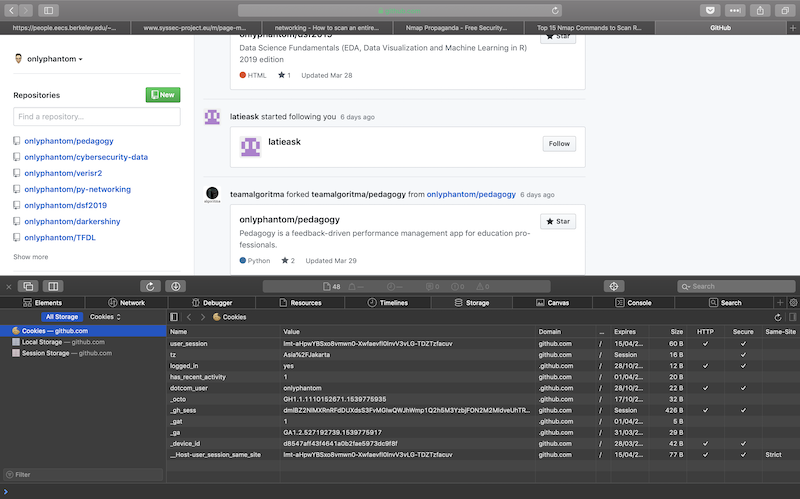 https://people.eecs.berkeley.edu/~...
www.syssec-project.eu/m/page-m...
networking - How to scan an entire...
Nmap Propaganda - Free Security...
Top 15 Nmap Commands to Scan R...
GitHub
onlyphantom
Repositories
New
Find a repository...
onlyphantom/pedagogy
onlyphantom/cybersecurity-data
onlyphantom/verisr2
onlyphantom/py-networking
onlyphantom/dsf2019
onlyphantom/darkershiny
onlyphantom/TFDL
Show more
onlyphantom/dsf2019
Star
Data Science Fundamentals (EDA, Data Visualization and Machine Learning in R)
2019 edition
HTML 1 Updated Mar 28
latieask started following you 6 days ago
latieask
Follow
teamalgoritma forked teamalgoritma/pedagogy from onlyphantom/pedagogy 6 days ago
onlyphantom/pedagogy
Star
Pedagogy is a feedback-driven performance management app for education pro-
fessionals.
Python 2 Updated Mar 29
48 — — 0 0 0
Search
Elements Network Debugger Resources Timelines Storage Canvas Console Search
All Storage Cookies
Cookies
Cookies — github.com
Local Storage — github.com
Session Storage — github.com
Name Value Domain ... Expires Size HTTP Secure Same-Site
user_session .github.com / 15/04/2... 60 B
tz Asia%2FJakarta .github.com / Session 16 B
logged_in yes .github.com / 28/10/2... 12 B
has_recent_activity 1 github.com / 01/04/2... 20 B
dotcom_user onlyphantom .github.com / 28/10/2... 22 B
_octo GH1.1.1110152671.1539775935 .github.com / 17/10/2... 32 B
_gh_sess github.com / Session 426 B
_gat 1 .github.com / 01/04/2... 5 B
_ga GA1.2.527192739.1539775917 .github.com / 29/03/2... 29 B
_device_id d8547aff43f4641a0b2fae5973dc9f8f github.com / 28/03/2... 42 B
__Host-user_session_same_site github.com / 15/04/2... 77 B Strict
Filter